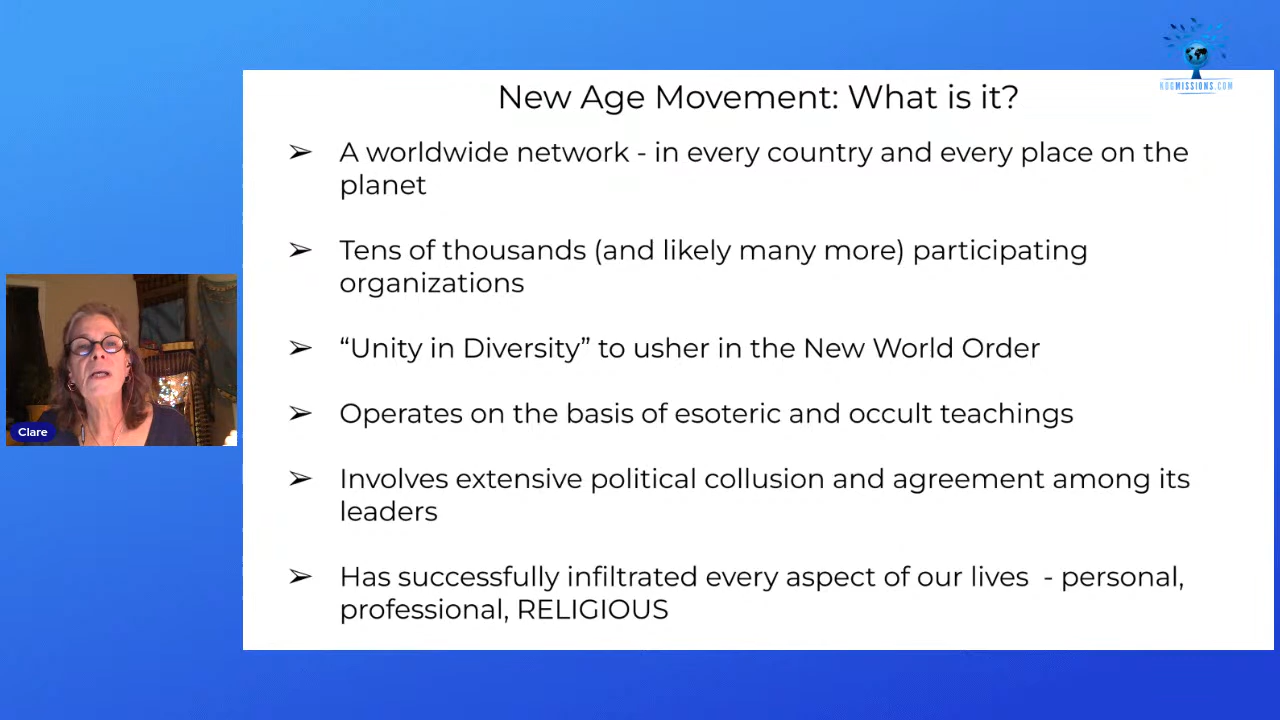 New Age Movement: What is it?
➢ A worldwide network - in every country and every place on the
planet
➢ Tens of thousands (and likely many more) participating
organizations
➢ “Unity in Diversity” to usher in the New World Order
➢ Operates on the basis of esoteric and occult teachings
➢ Involves extensive political collusion and agreement among its
leaders
➢ Has successfully infiltrated every aspect of our lives  - personal,
professional, RELIGIOUS
Clare